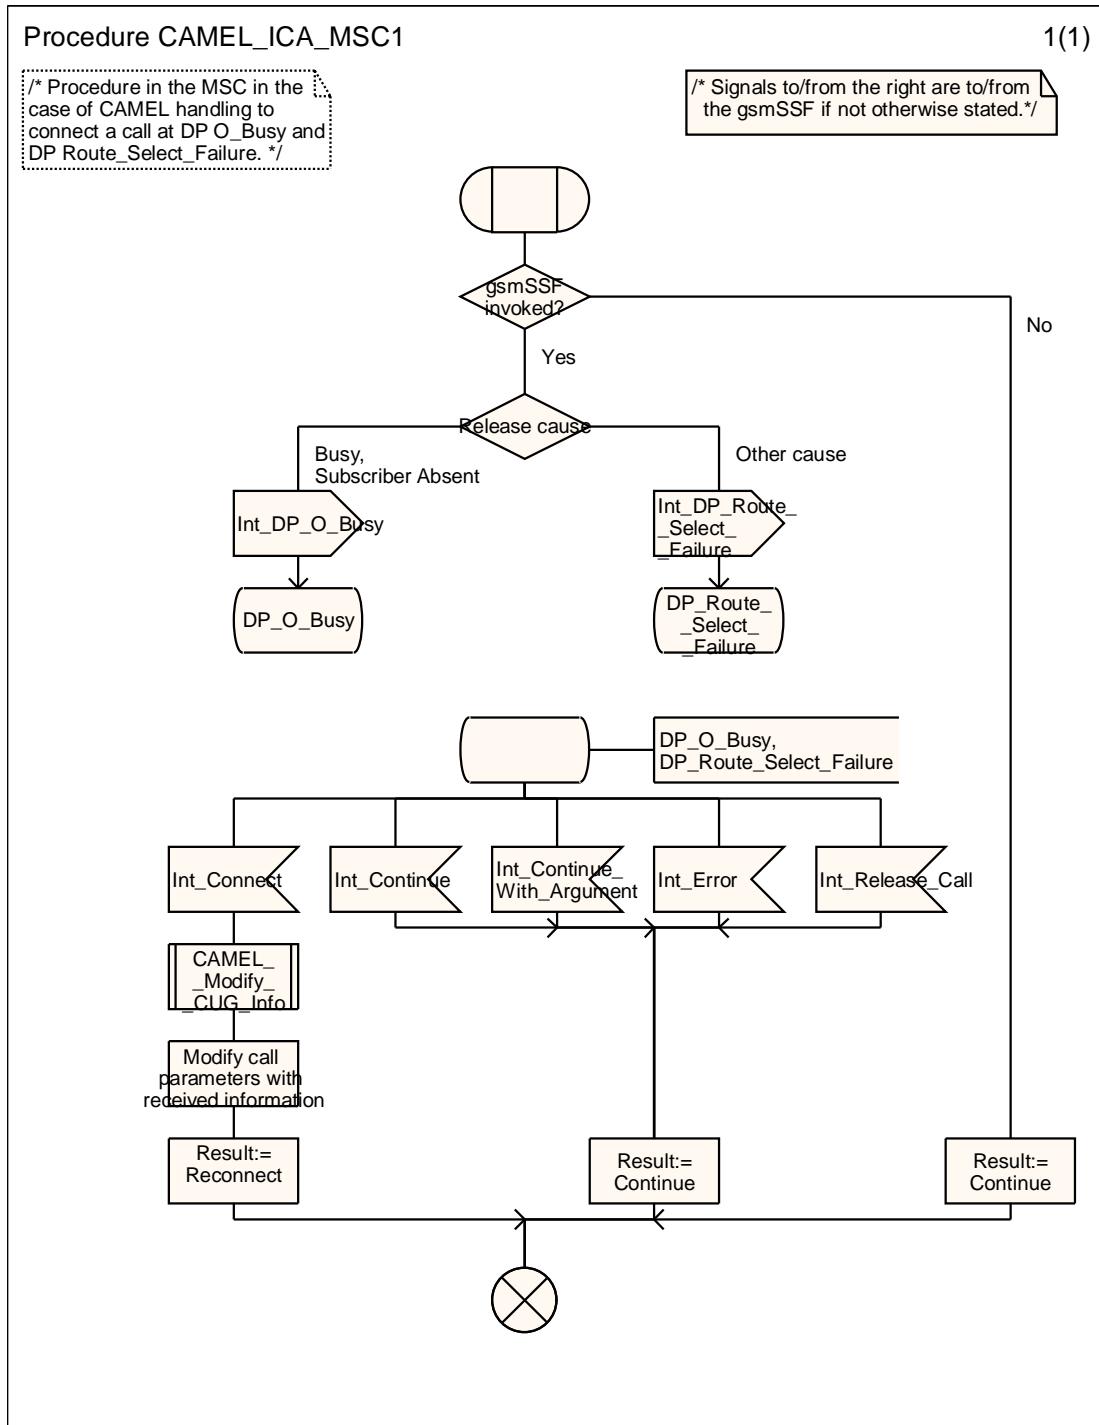 Procedure CAMEL_ICA_MSC1
1(1)
/* Procedure in the MSC in the
case of CAMEL handling to
connect a call at DP O_Busy and
DP Route_Select_Failure. */
/* Signals to/from the right are to/from
the gsmSSF if not otherwise stated.*/
gsmSSF
invoked?
No
Yes
Release cause
Busy,
Subscriber Absent
Other cause
Int_DP_O_Busy
Int_DP_Route_
_Select_
_Failure
DP_O_Busy
DP_Route_
_Select_
_Failure
DP_O_Busy,
DP_Route_Select_Failure
Int_Connect
Int_Continue
Int_Continue_
With_Argument
Int_Error
Int_Release_Call
CAMEL_
_Modify_
_CUG_Info
Modify call
parameters with
received information
Result:=
Reconnect
Result:=
Continue
Result:=
Continue